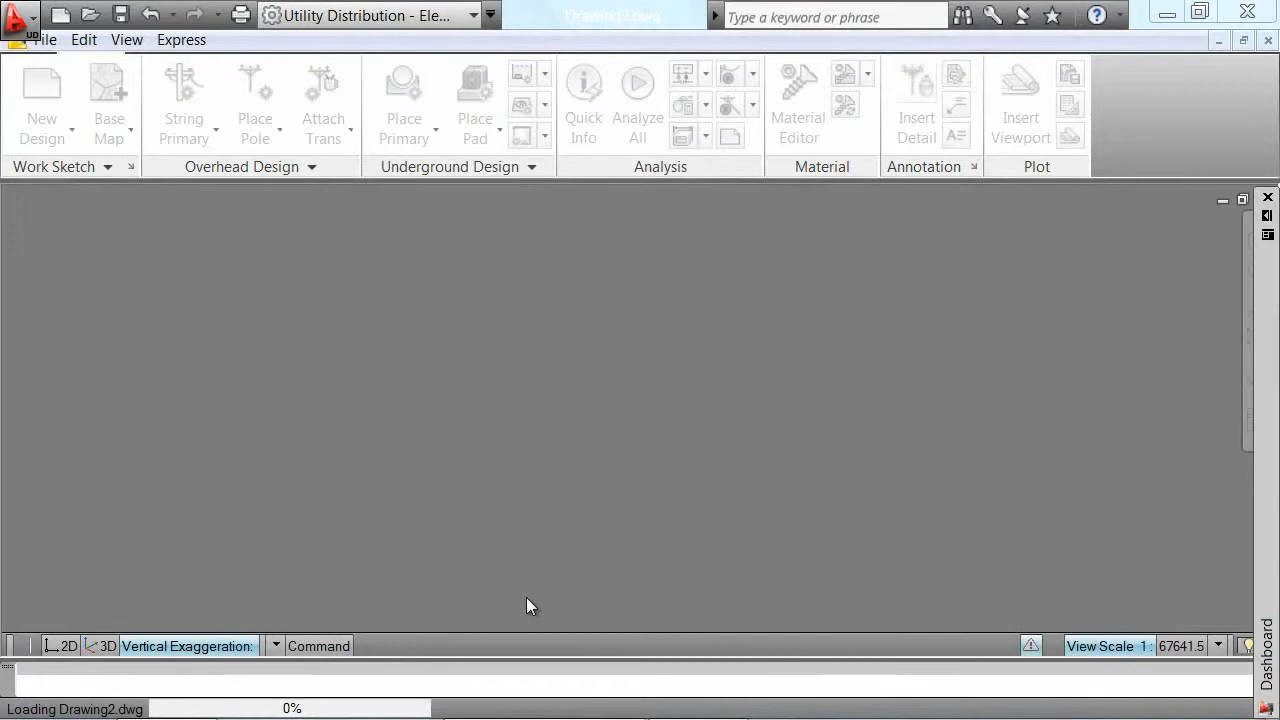 Utility Distribution - Ele...
Type a keyword or phrase
UD
File Edit View Express
New Design
Base Map
String Primary
Place Pole
Attach Trans
Place Primary
Place Pad
Quick Info
Analyze All
Material Editor
Insert Detail
Insert Viewport
Work Sketch
Overhead Design
Underground Design
Analysis
Material
Annotation
Plot
Dashboard
2D 3D Vertical Exaggeration: Command
View Scale 1 : 67641.5
Loading Drawing2.dwg 0%